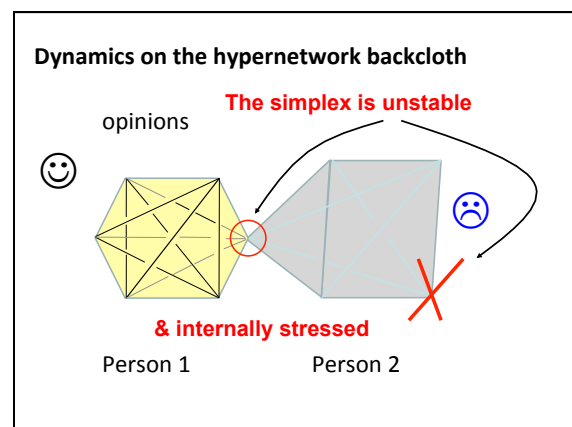 Dynamics on the hypernetwork backcloth
The simplex is unstable
opinions
& internally stressed
Person 1
Person 2